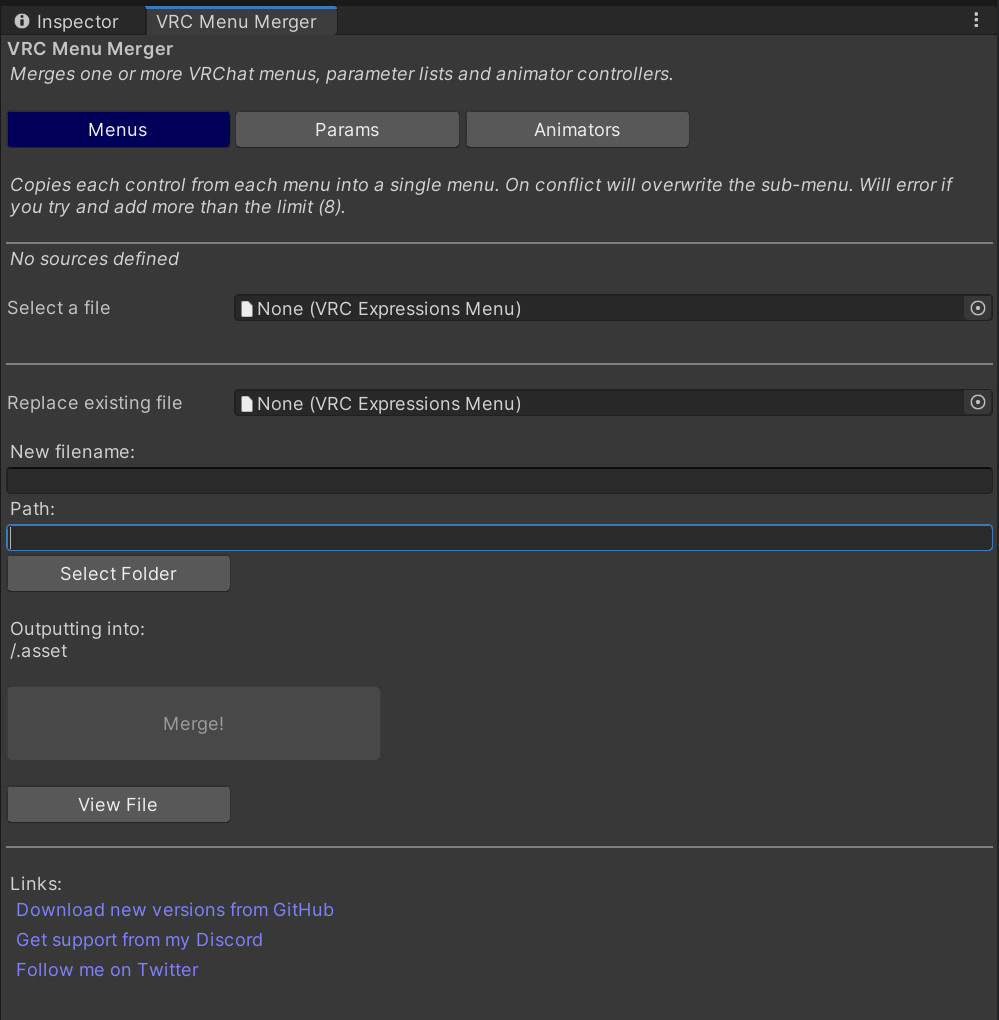 Inspector
VRC Menu Merger
VRC Menu Merger
Merges one or more VRChat menus, parameter lists and animator controllers.
Menus
Params
Animators
Copies each control from each menu into a single menu. On conflict will overwrite the sub-menu. Will error if
you try and add more than the limit (8).
No sources defined
Select a file
None (VRC Expressions Menu)
Replace existing file
None (VRC Expressions Menu)
New filename:
Path:
Select Folder
Outputting into:
/.asset
Merge!
View File
Links:
Download new versions from GitHub
Get support from my Discord
Follow me on Twitter